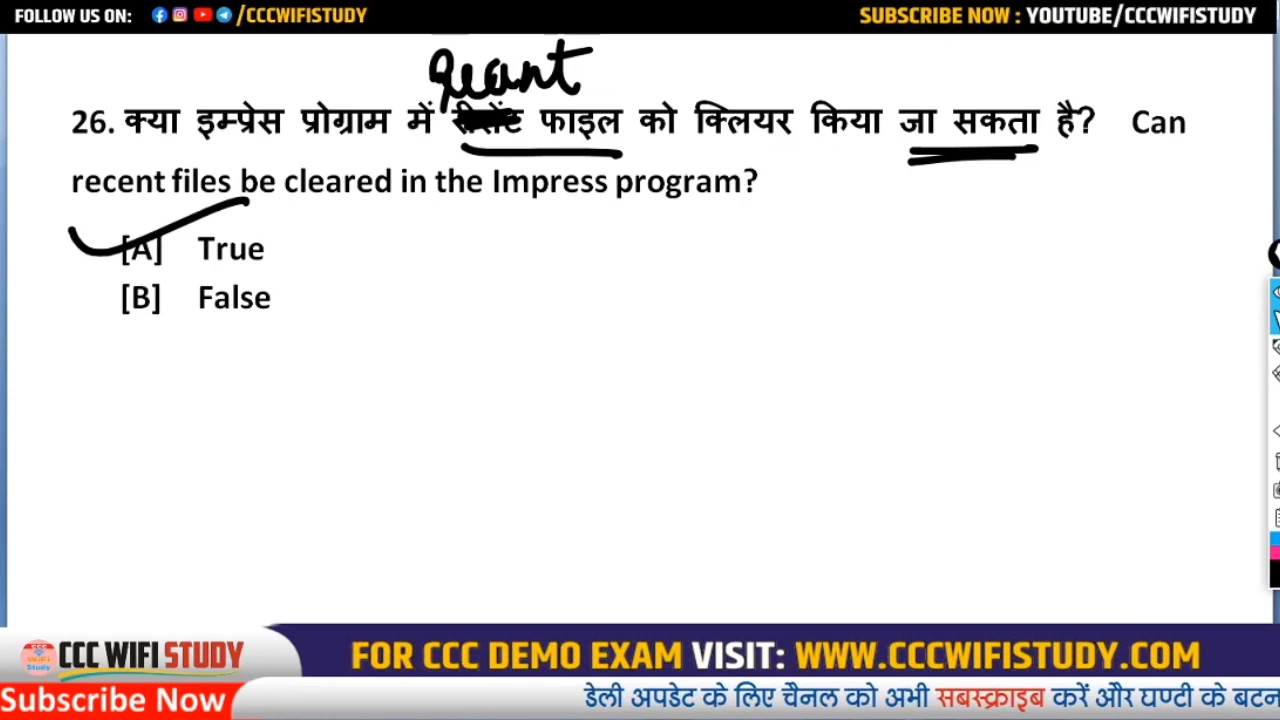 FOLLOW US ON: /CCCWIFISTUDY SUBSCRIBE NOW : YOUTUBE/CCCWIFISTUDY
26. क्या इम्प्रेस प्रोग्राम में फाइल को क्लियर किया जा सकता है? Can
recent files be cleared in the Impress program?
[A] True
[B] False
CCC WIFI STUDY FOR CCC DEMO EXAM VISIT: WWW.CCCWIFISTUDY.COM
Subscribe Now डेली अपडेट के लिए चैनल को अभी सबस्क्राइब करें और घण्टी के बटन